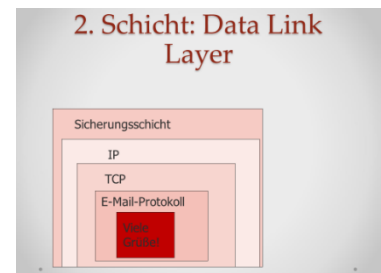 2. Schicht: Data Link
Layer
Sicherungsschicht
IP
TCP
E-Mail-Protokoll
Viele
Grüße!